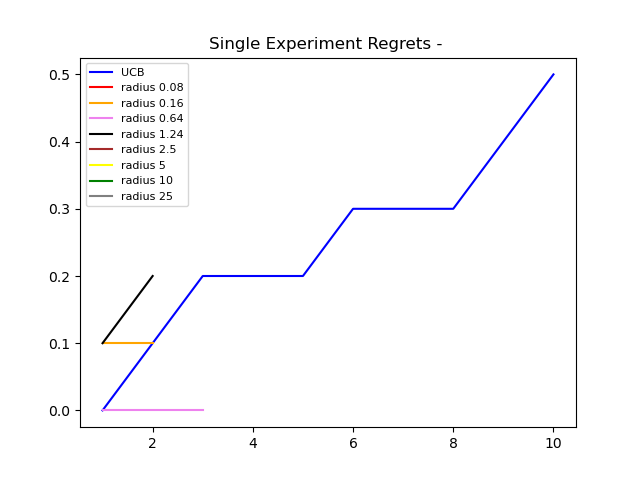 Single Experiment Regrets -
0.5
0.4
0.3
0.2
0.1
0.0
UCB
radius 0.08
radius 0.16
radius 0.64
radius 1.24
radius 2.5
radius 5
radius 10
radius 25
2
4
6
8
10